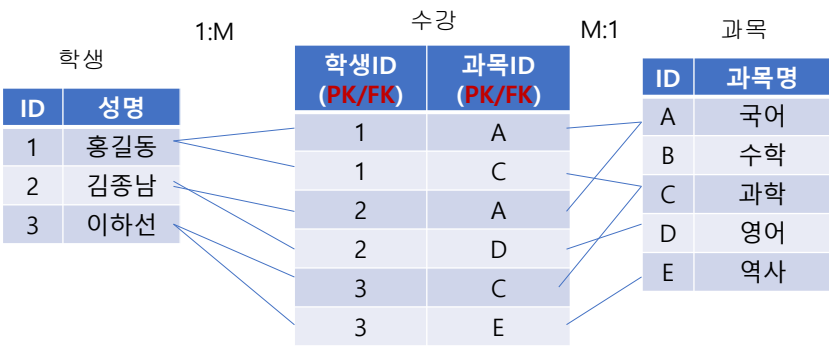 학생
ID 성명
1 홍길동
2 김종남
3 이하선
1:M
수강
학생ID 과목ID
(PK/FK) (PK/FK)
1 A
1 C
2 A
2 D
3 C
3 E
M:1
과목
ID 과목명
A 국어
B 수학
C 과학
D 영어
E 역사